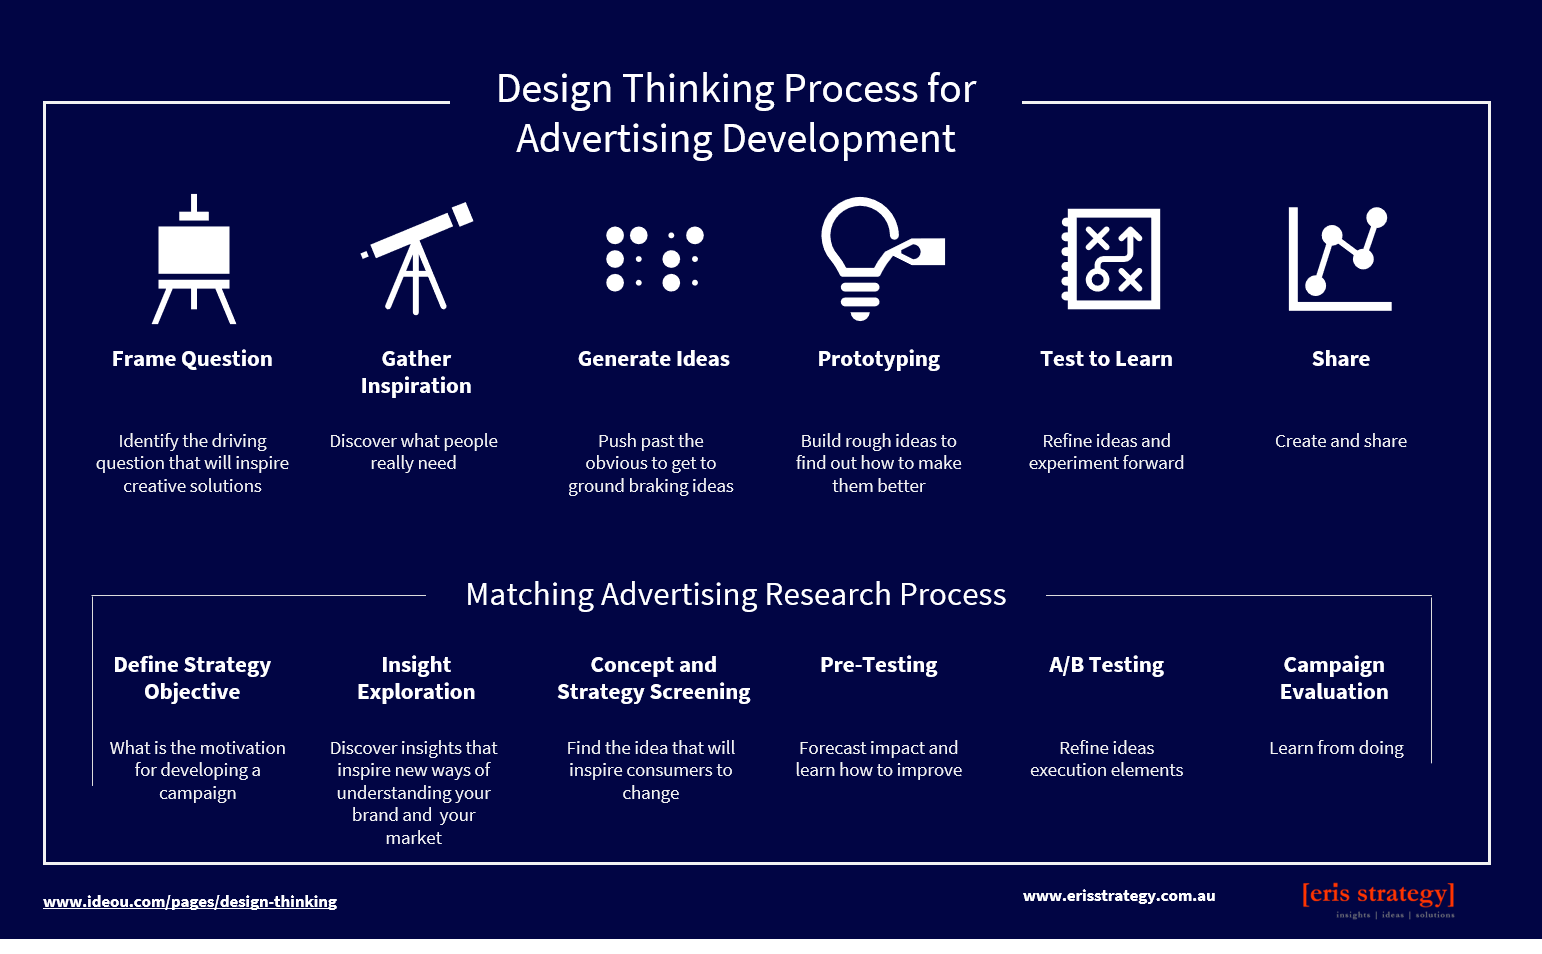 Design Thinking Process for
Advertising Development
Frame Question
Gather
Inspiration
Generate Ideas
Prototyping
Test to Learn
Share
Identify the driving
question that will inspire
creative solutions
Discover what people
really need
Push past the
obvious to get to
ground braking ideas
Build rough ideas to
find out how to make
them better
Refine ideas and
experiment forward
Create and share
Matching Advertising Research Process
Define Strategy
Objective
Insight
Exploration
Concept and
Strategy Screening
Pre-Testing
A/B Testing
Campaign
Evaluation
What is the motivation
for developing a
campaign
Discover insights that
inspire new ways of
understanding your
brand and  your
market
Find the idea that will
inspire consumers to
change
Forecast impact and
learn how to improve
Refine ideas
execution elements
Learn from doing
www.ideou.com/pages/design-thinking
www.erisstrategy.com.au
[eris strategy]
insights | ideas | solutions